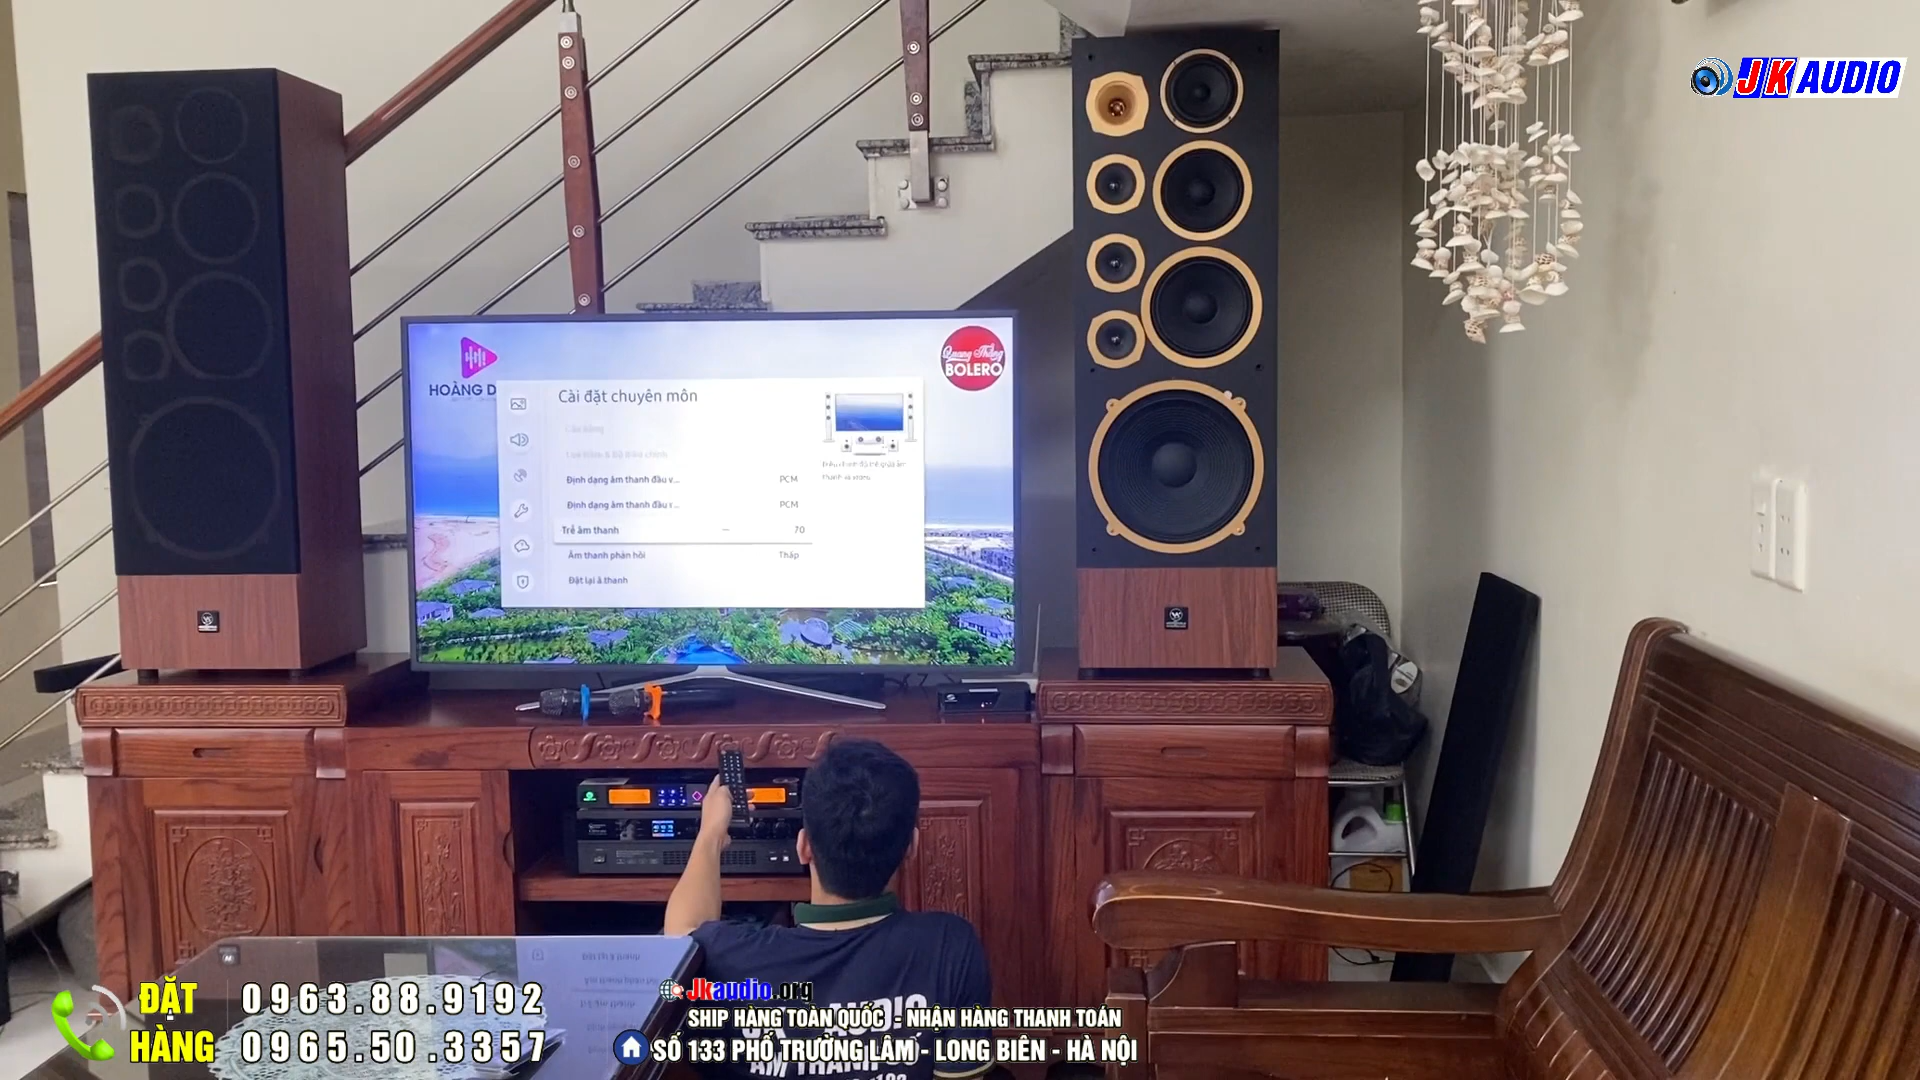 JK AUDIO
HOÀNG D
Quang Thắng
BOLERO
Cài đặt chuyên môn
Định dạng âm thanh đầu v... PCM
Định dạng âm thanh đầu r... PCM
Trễ âm thanh 70
Âm thanh phản hồi Thấp
Đặt lại â.thanh
ĐẶT HÀNG
0963.88.9192
0965.50.3357
Jkaudio.org
SHIP HÀNG TOÀN QUỐC - NHẬN HÀNG THANH TOÁN
SỐ 133 PHỐ TRƯỜNG LÂM - LONG BIÊN - HÀ NỘI